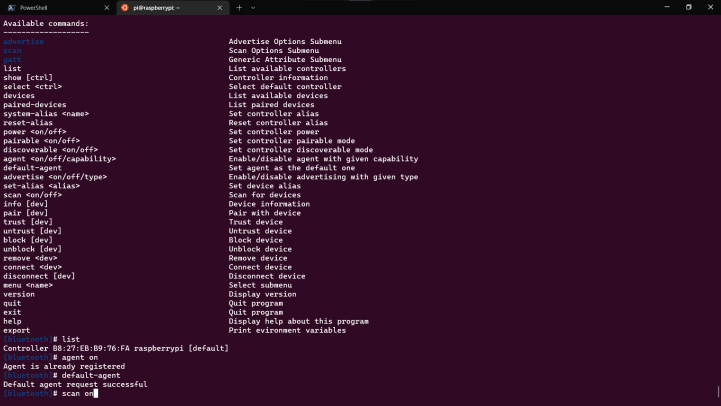 PowerShell
pi@raspberrypi: ~
Available commands:
-------------------
advertise Advertise Options Submenu
scan Scan Options Submenu
gatt Generic Attribute Submenu
list List available controllers
show [ctrl] Controller information
select <ctrl> Select default controller
devices List available devices
paired-devices List paired devices
system-alias <name> Set controller alias
reset-alias Reset controller alias
power <on/off> Set controller power
pairable <on/off> Set controller pairable mode
discoverable <on/off> Set controller discoverable mode
agent <on/off/capability> Enable/disable agent with given capability
default-agent Set agent as the default one
advertise <on/off/type> Enable/disable advertising with given type
set-alias <alias> Set device alias
scan <on/off> Scan for devices
info [dev] Device information
pair [dev] Pair with device
trust [dev] Trust device
untrust [dev] Untrust device
block [dev] Block device
unblock [dev] Unblock device
remove <dev> Remove device
connect <dev> Connect device
disconnect [dev] Disconnect device
menu <name> Select submenu
version Display version
quit Quit program
exit Quit program
help Display help about this program
export Print evironment variables
[bluetooth]# list
Controller B8:27:EB:B9:76:FA raspberrypi [default]
[bluetooth]# agent on
Agent is already registered
[bluetooth]# default-agent
Default agent request successful
[bluetooth]# scan on